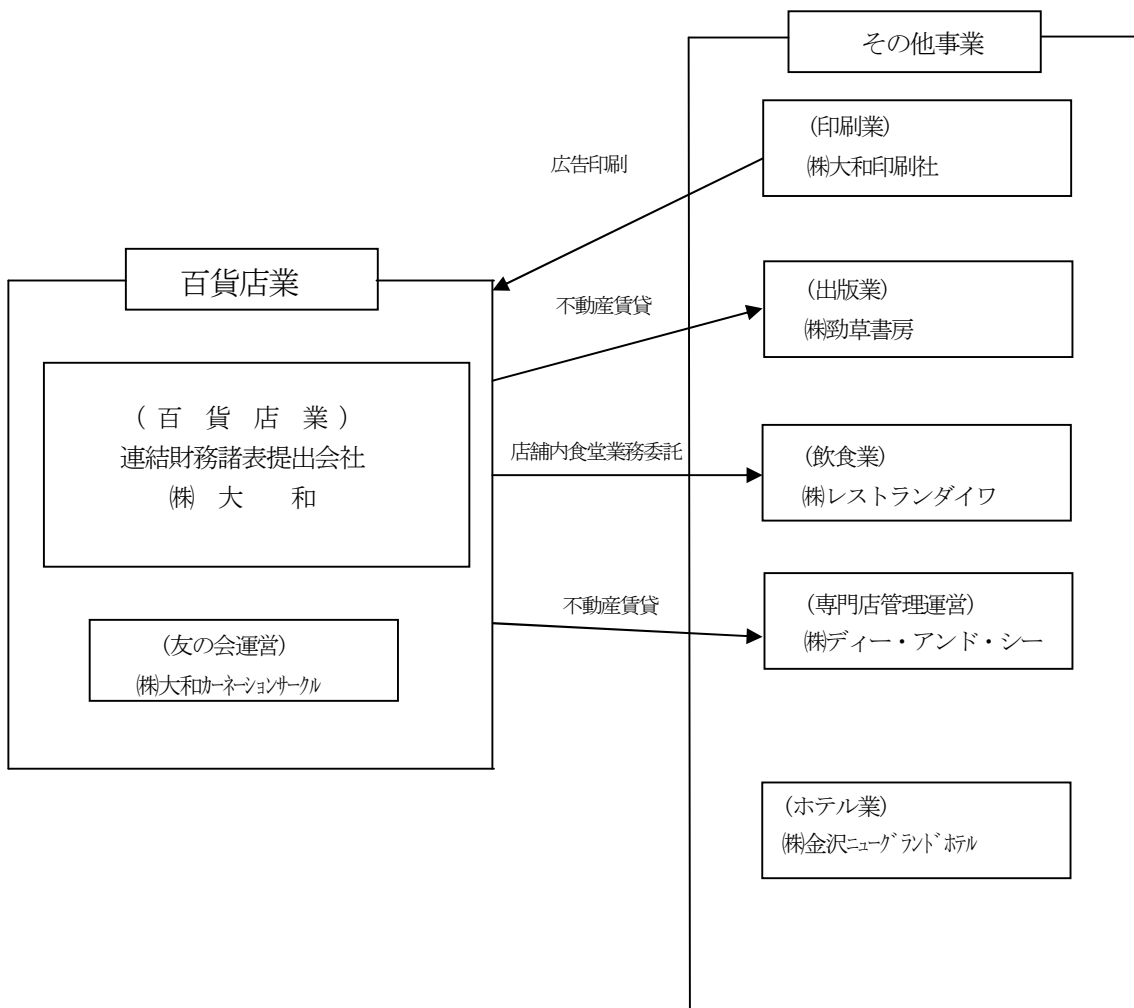 その他事業
(印刷業)
㈱大和印刷社
広告印刷
百貨店業
不動産賃貸
(出版業)
㈱勁草書房
(百 貨 店 業)
連結財務諸表提出会社
㈱ 大 和
店舗内食堂業務委託
(飲食業)
㈱レストランダイワ
不動産賃貸
(専門店管理運営)
㈱ディー・アンド・シー
(友の会運営)
㈱大和ｶｰﾈｰｼｮﾝｻｰｸﾙ
(ホテル業)
㈱金沢ﾆｭｰｸﾞﾗﾝﾄﾞﾎﾃﾙ